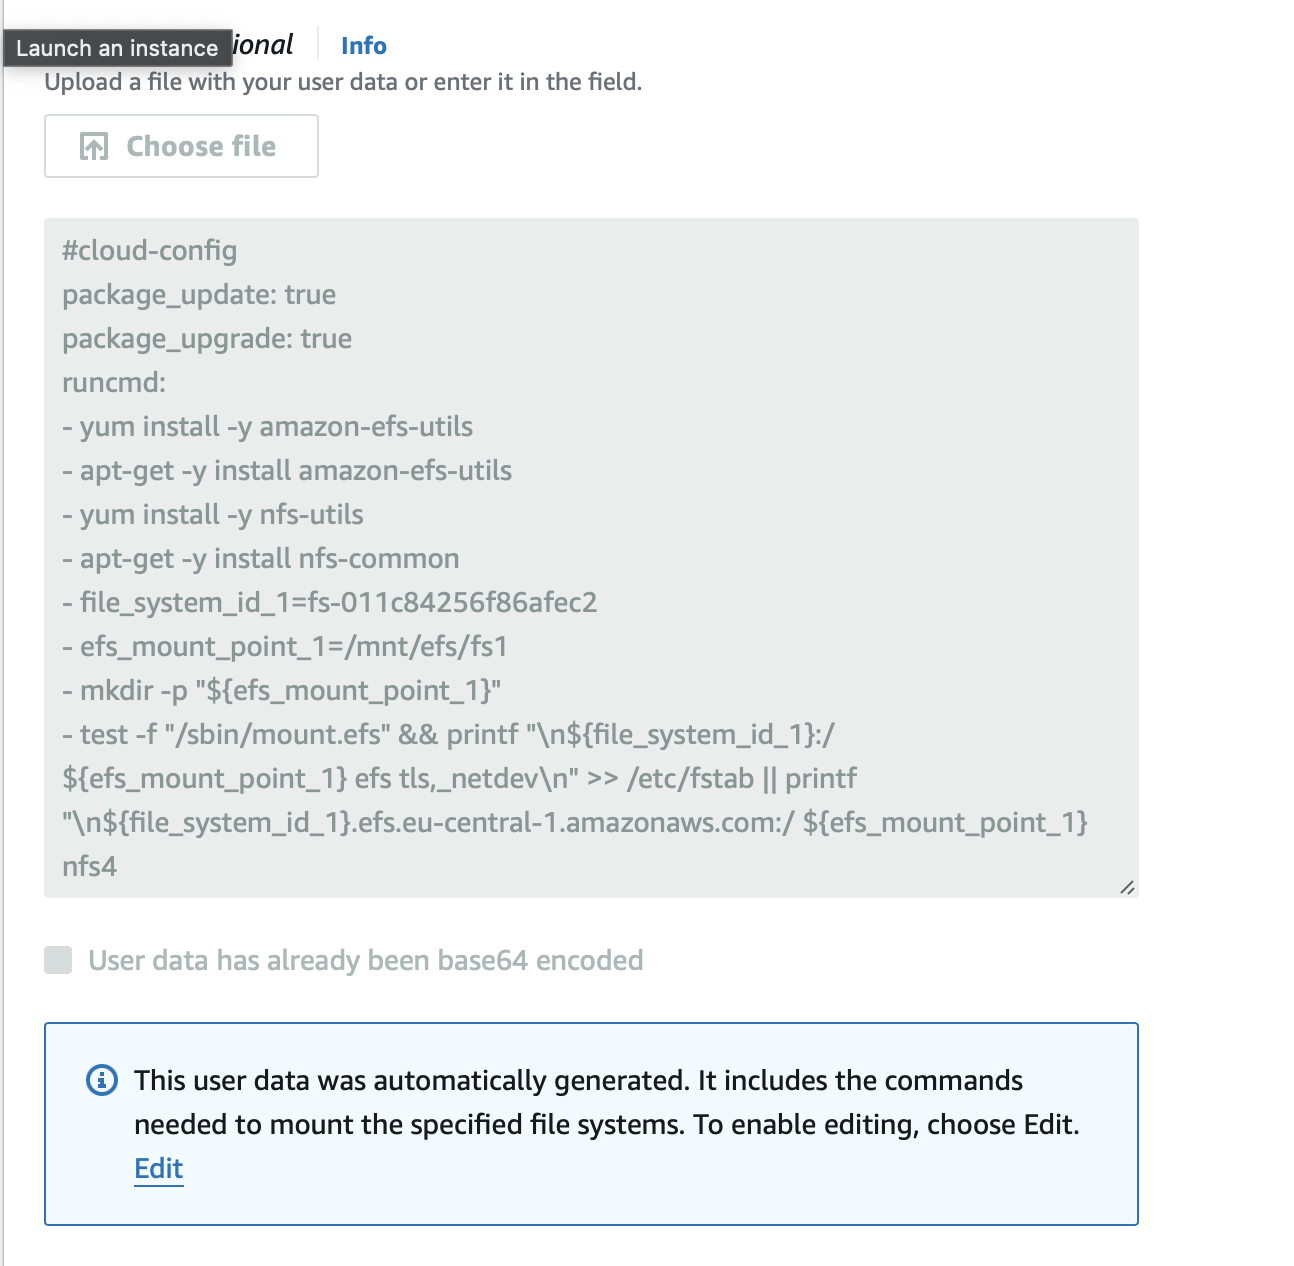 Launch an instance
ional
Info
Upload a file with your user data or enter it in the field.
Choose file
#cloud-config
package_update: true
package_upgrade: true
runcmd:
- yum install -y amazon-efs-utils
- apt-get -y install amazon-efs-utils
- yum install -y nfs-utils
- apt-get -y install nfs-common
- file_system_id_1=fs-011c84256f86afec2
- efs_mount_point_1=/mnt/efs/fs1
- mkdir -p "${efs_mount_point_1}"
- test -f "/sbin/mount.efs" && printf "\n${file_system_id_1}:/
${efs_mount_point_1} efs tls,_netdev\n" >> /etc/fstab || printf
"\n${file_system_id_1}.efs.eu-central-1.amazonaws.com:/ ${efs_mount_point_1}
nfs4
User data has already been base64 encoded
This user data was automatically generated. It includes the commands
needed to mount the specified file systems. To enable editing, choose Edit.
Edit